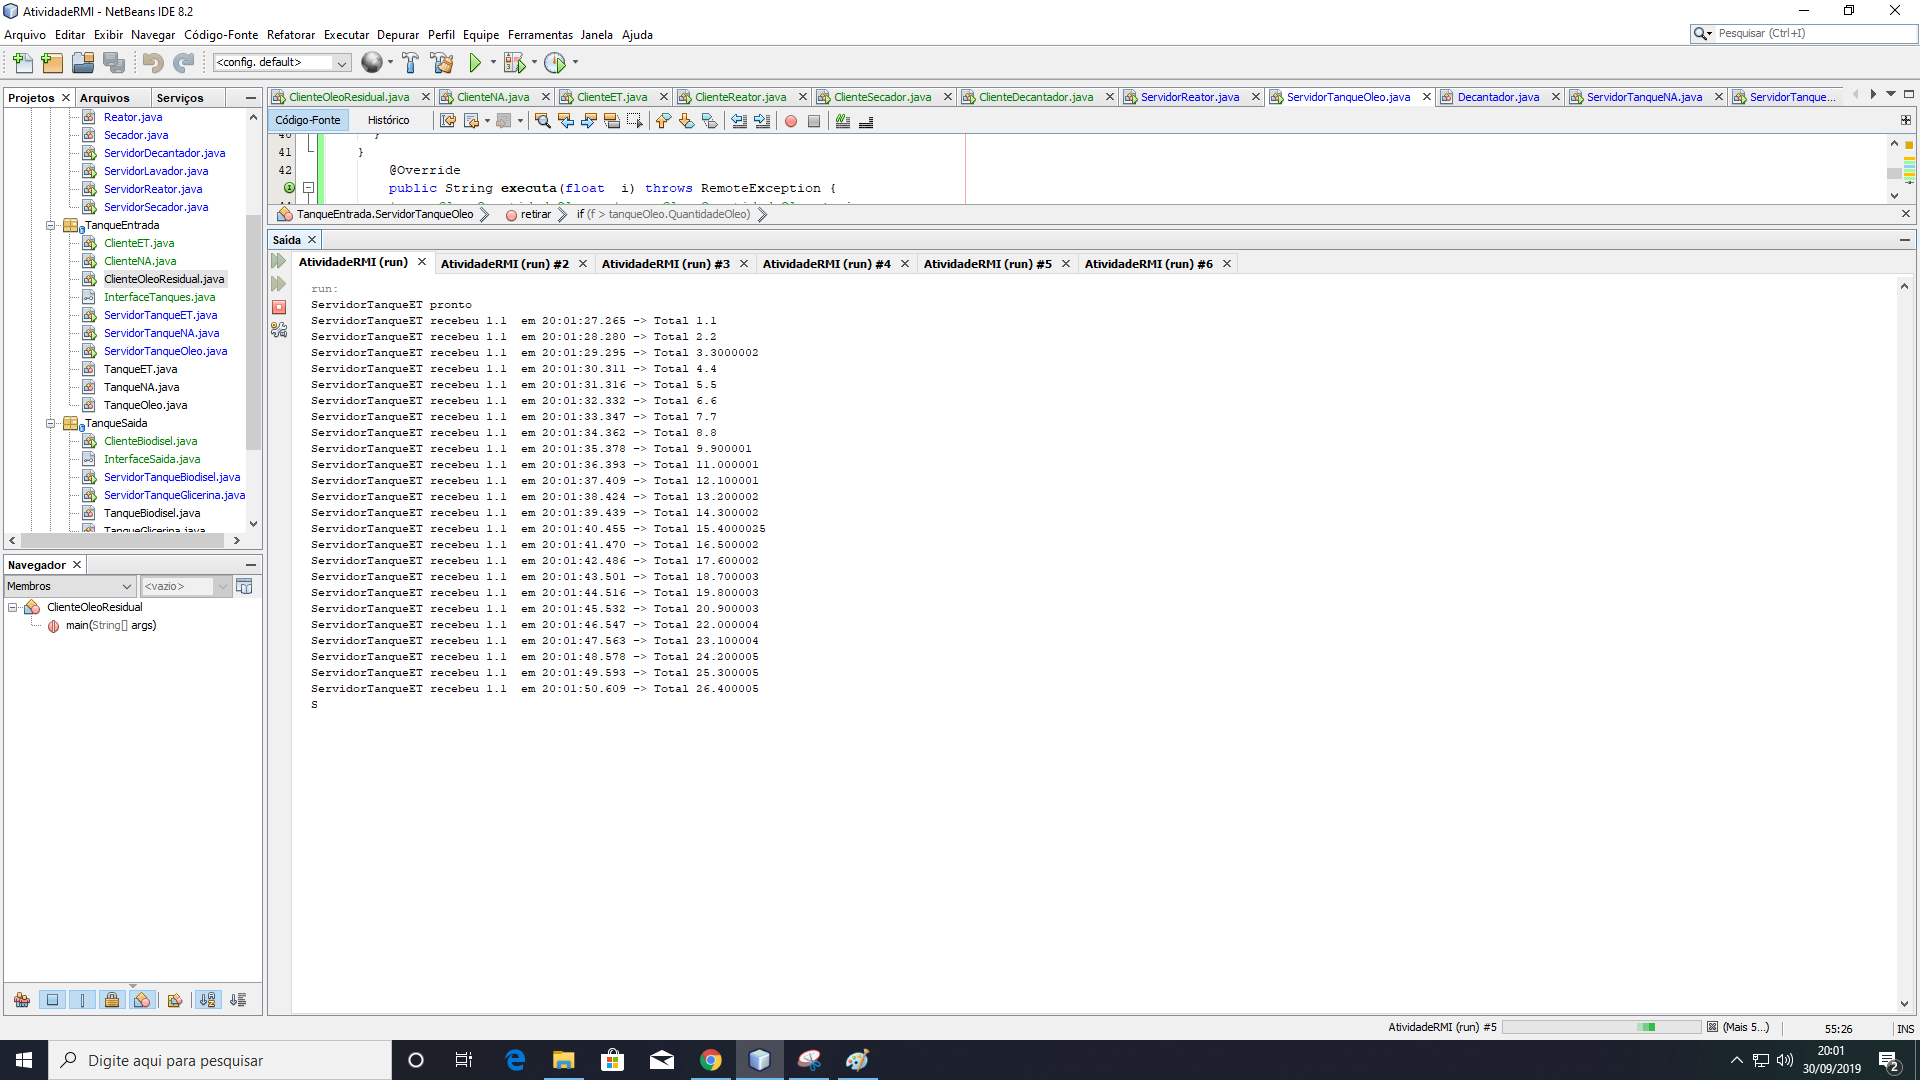 AtividadeRMI - NetBeans IDE 8.2
Arquivo Editar Exibir Navegar Código-Fonte Refatorar Executar Depurar Perfil Equipe Ferramentas Janela Ajuda
Pesquisar (Ctrl+I)
<config. default>
Projetos Arquivos Serviços
ClienteOleoResidual.java ClienteNA.java ClienteET.java ClienteReator.java ClienteSecador.java ClienteDecantador.java ServidorReator.java ServidorTanqueOleo.java Decantador.java ServidorTanqueNA.java ServidorTanque...
Código-Fonte Histórico
Reator.java
Secador.java
ServidorDecantador.java
ServidorLavador.java
ServidorReator.java
ServidorSecador.java
TanqueEntrada
ClienteET.java
ClienteNA.java
ClienteOleoResidual.java
InterfaceTanques.java
ServidorTanqueET.java
ServidorTanqueNA.java
ServidorTanqueOleo.java
TanqueET.java
TanqueNA.java
TanqueOleo.java
TanqueSaida
ClienteBiodisel.java
InterfaceSaida.java
ServidorTanqueBiodisel.java
ServidorTanqueGlicerina.java
TanqueBiodisel.java
TanqueGlicerina.java
Navegador
Membros <vazio>
ClienteOleoResidual
main(String[] args)
40 }
41 }
42 @Override
public String executa(float i) throws RemoteException {
TanqueEntrada.ServidorTanqueOleo retirar if (f > tanqueOleo.QuantidadeOleo)
Saída
AtividadeRMI (run) AtividadeRMI (run) #2 AtividadeRMI (run) #3 AtividadeRMI (run) #4 AtividadeRMI (run) #5 AtividadeRMI (run) #6
run:
ServidorTanqueET pronto
ServidorTanqueET recebeu 1.1 em 20:01:27.265 -> Total 1.1
ServidorTanqueET recebeu 1.1 em 20:01:28.280 -> Total 2.2
ServidorTanqueET recebeu 1.1 em 20:01:29.295 -> Total 3.3000002
ServidorTanqueET recebeu 1.1 em 20:01:30.311 -> Total 4.4
ServidorTanqueET recebeu 1.1 em 20:01:31.316 -> Total 5.5
ServidorTanqueET recebeu 1.1 em 20:01:32.332 -> Total 6.6
ServidorTanqueET recebeu 1.1 em 20:01:33.347 -> Total 7.7
ServidorTanqueET recebeu 1.1 em 20:01:34.362 -> Total 8.8
ServidorTanqueET recebeu 1.1 em 20:01:35.378 -> Total 9.900001
ServidorTanqueET recebeu 1.1 em 20:01:36.393 -> Total 11.000001
ServidorTanqueET recebeu 1.1 em 20:01:37.409 -> Total 12.100001
ServidorTanqueET recebeu 1.1 em 20:01:38.424 -> Total 13.200002
ServidorTanqueET recebeu 1.1 em 20:01:39.439 -> Total 14.300002
ServidorTanqueET recebeu 1.1 em 20:01:40.455 -> Total 15.4000025
ServidorTanqueET recebeu 1.1 em 20:01:41.470 -> Total 16.500002
ServidorTanqueET recebeu 1.1 em 20:01:42.486 -> Total 17.600002
ServidorTanqueET recebeu 1.1 em 20:01:43.501 -> Total 18.700003
ServidorTanqueET recebeu 1.1 em 20:01:44.516 -> Total 19.800003
ServidorTanqueET recebeu 1.1 em 20:01:45.532 -> Total 20.900003
ServidorTanqueET recebeu 1.1 em 20:01:46.547 -> Total 22.000004
ServidorTanqueET recebeu 1.1 em 20:01:47.563 -> Total 23.100004
ServidorTanqueET recebeu 1.1 em 20:01:48.578 -> Total 24.200005
ServidorTanqueET recebeu 1.1 em 20:01:49.593 -> Total 25.300005
ServidorTanqueET recebeu 1.1 em 20:01:50.609 -> Total 26.400005
S
AtividadeRMI (run) #5 (Mais 5...) 55:26 INS
Digite aqui para pesquisar
20:01
30/09/2019
2